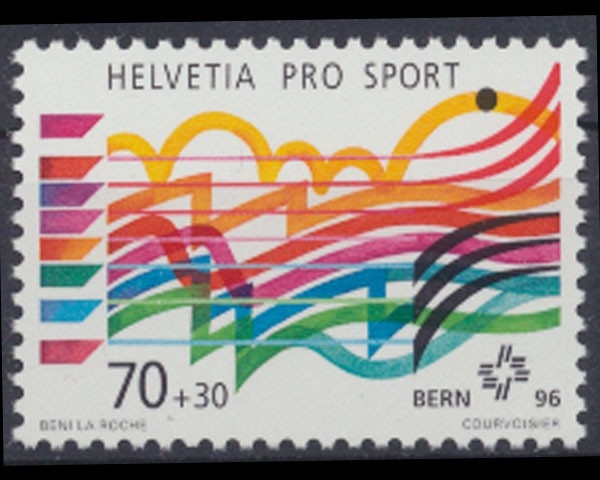 HELVETIA PRO SPORT
70 + 30
BERN 96
BENI LA ROCHE
COURVOISIER